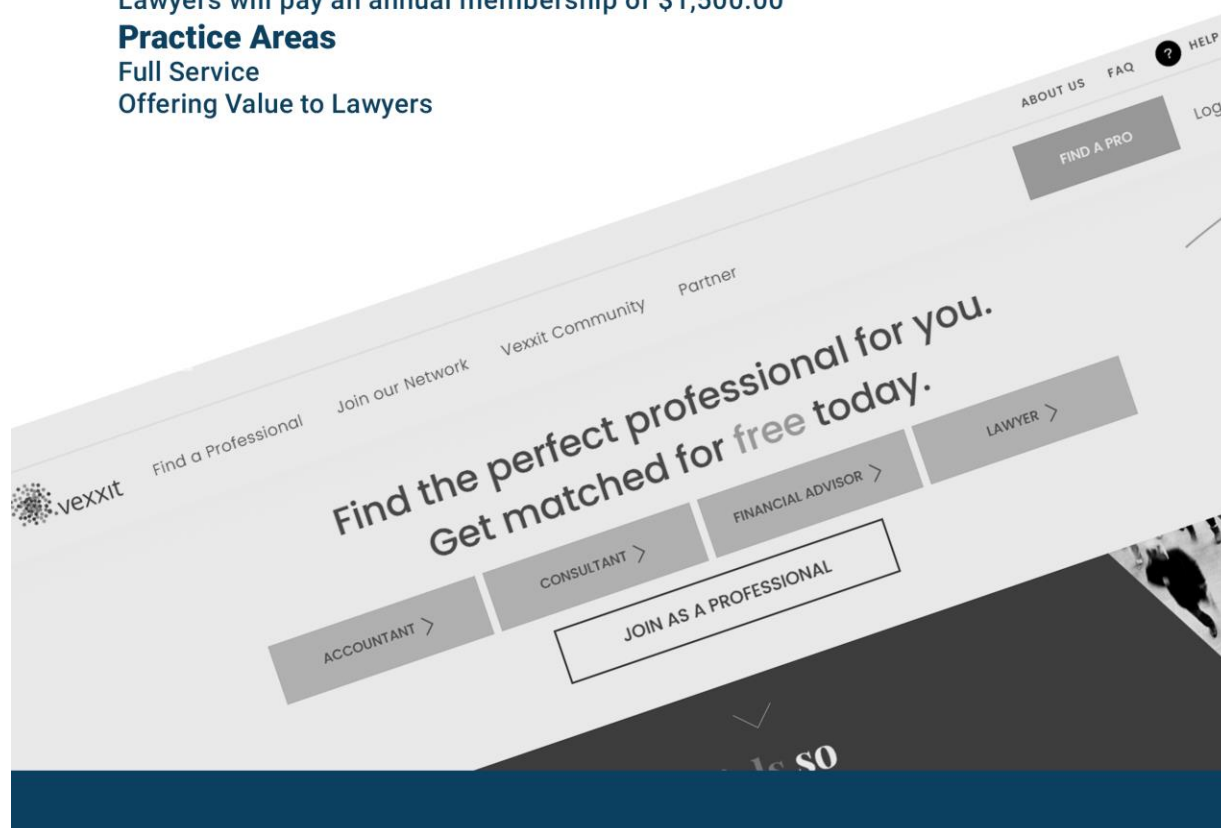 Lawyers will pay an annual membership of $1,500.00
Practice Areas
Full Service
Offering Value to Lawyers
ABOUT US FAQ ? HELP
vexxit Find a Professional Join our Network Vexxit Community Partner FIND A PRO Log
Find the perfect professional for you.
Get matched for free today.
ACCOUNTANT > CONSULTANT > FINANCIAL ADVISOR > LAWYER >
JOIN AS A PROFESSIONAL
so